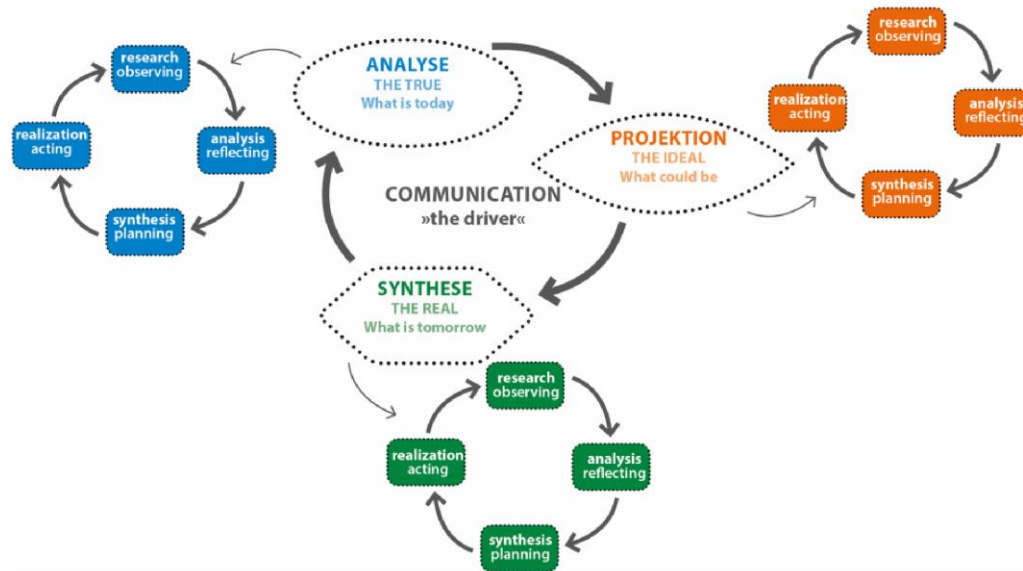 ANALYSE
THE TRUE
What is today
research
observing
analysis
reflecting
synthesis
planning
realization
acting
PROJEKTION
THE IDEAL
What could be
research
observing
analysis
reflecting
synthesis
planning
realization
acting
COMMUNICATION
»the driver«
SYNTHESE
THE REAL
What is tomorrow
research
observing
analysis
reflecting
synthesis
planning
realization
acting